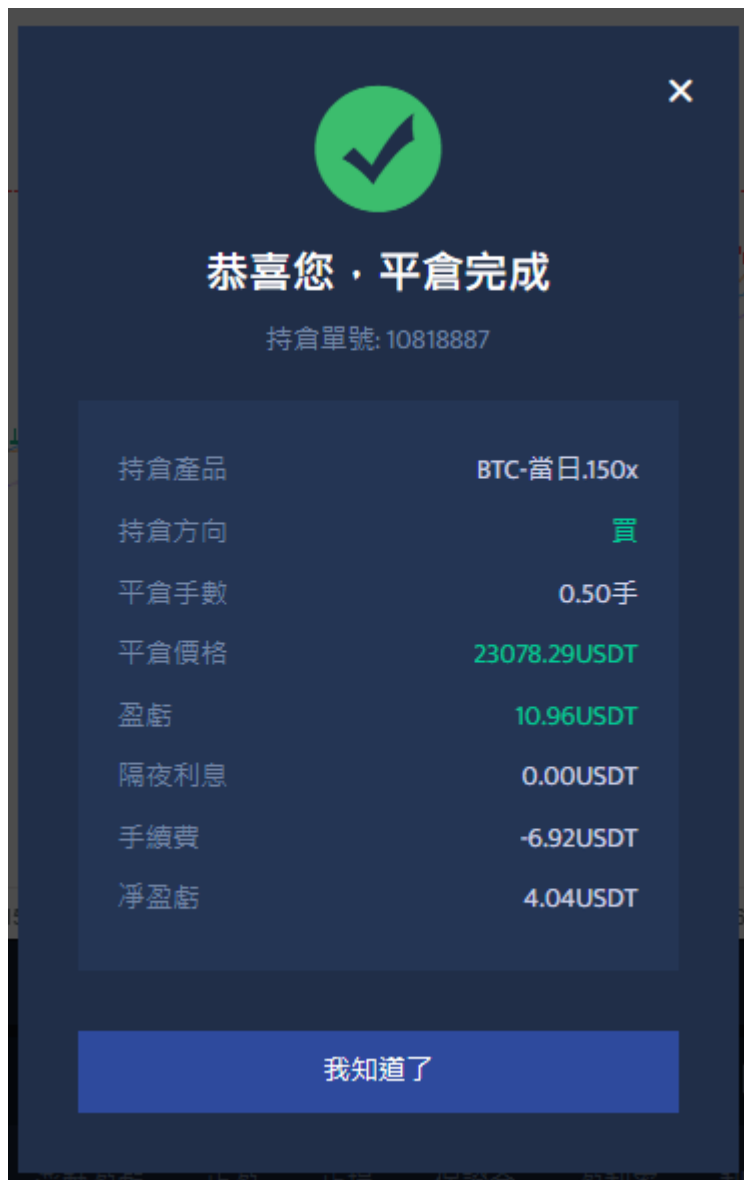 恭喜您，平倉完成
持倉單號: 10818887
持倉產品 BTC-當日.150x
持倉方向 買
平倉手數 0.50手
平倉價格 23078.29USDT
盈虧 10.96USDT
隔夜利息 0.00USDT
手續費 -6.92USDT
淨盈虧 4.04USDT
我知道了